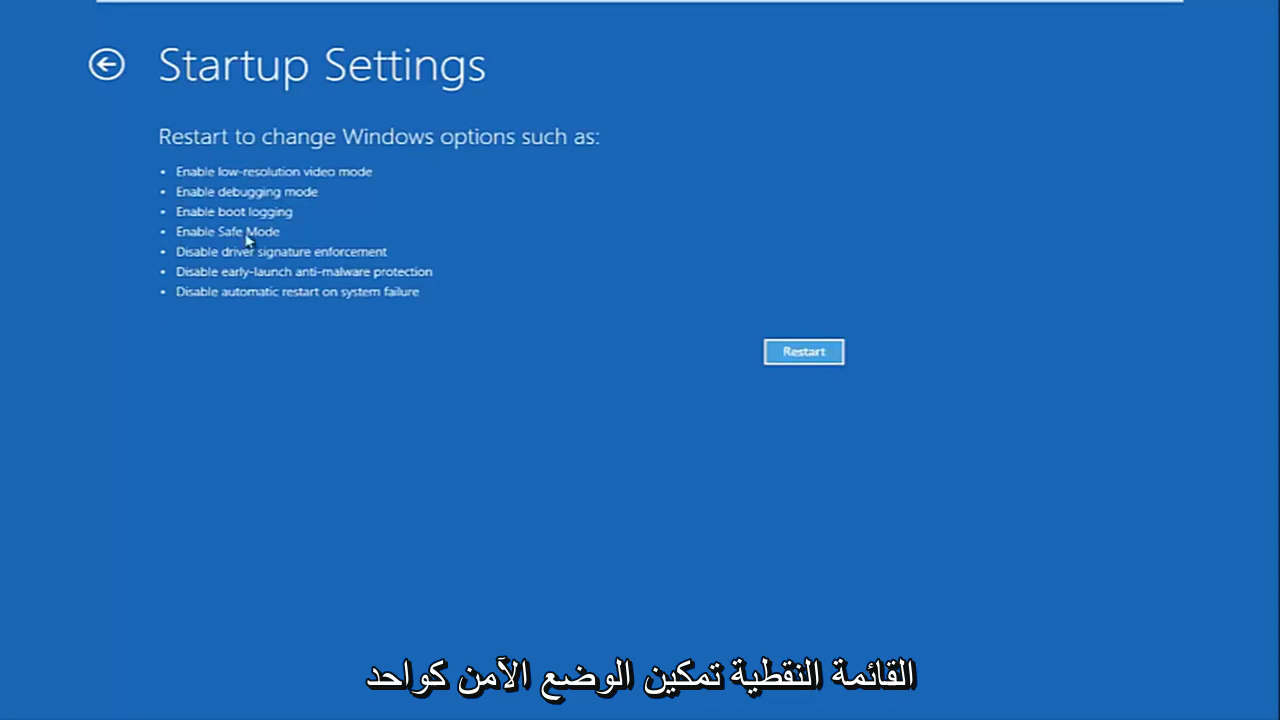 Startup Settings
Restart to change Windows options such as:
• Enable low-resolution video mode
• Enable debugging mode
• Enable boot logging
• Enable Safe Mode
• Disable driver signature enforcement
• Disable early-launch anti-malware protection
• Disable automatic restart on system failure
Restart
القائمة النقطية تمكين الوضع الآمن كواحد